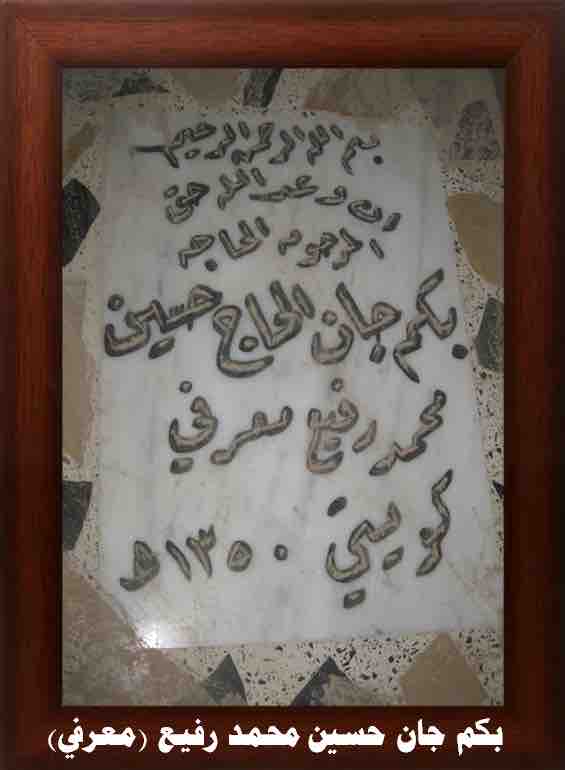 بسم الله الرحمن الرحيم
ان وعد الله حق
المرحومه الحاجه
بكم جان الحاج حسين
محمد رفيع معرفي
كويتي ١٣٥٠ ه
بكم جان حسين محمد رفيع (معرفي)